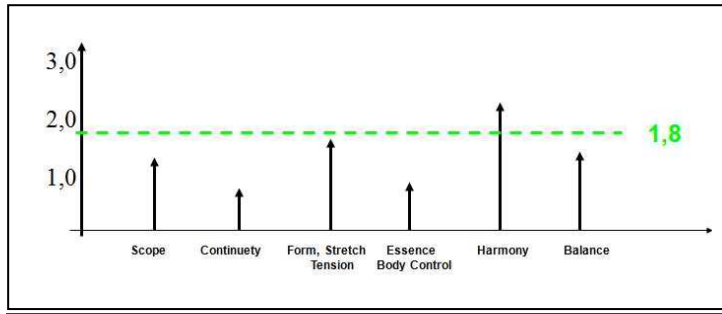 3,0
2,0
1,8
1,0
Scope
Continuety
Form, Stretch
Tension
Essence
Body Control
Harmony
Balance